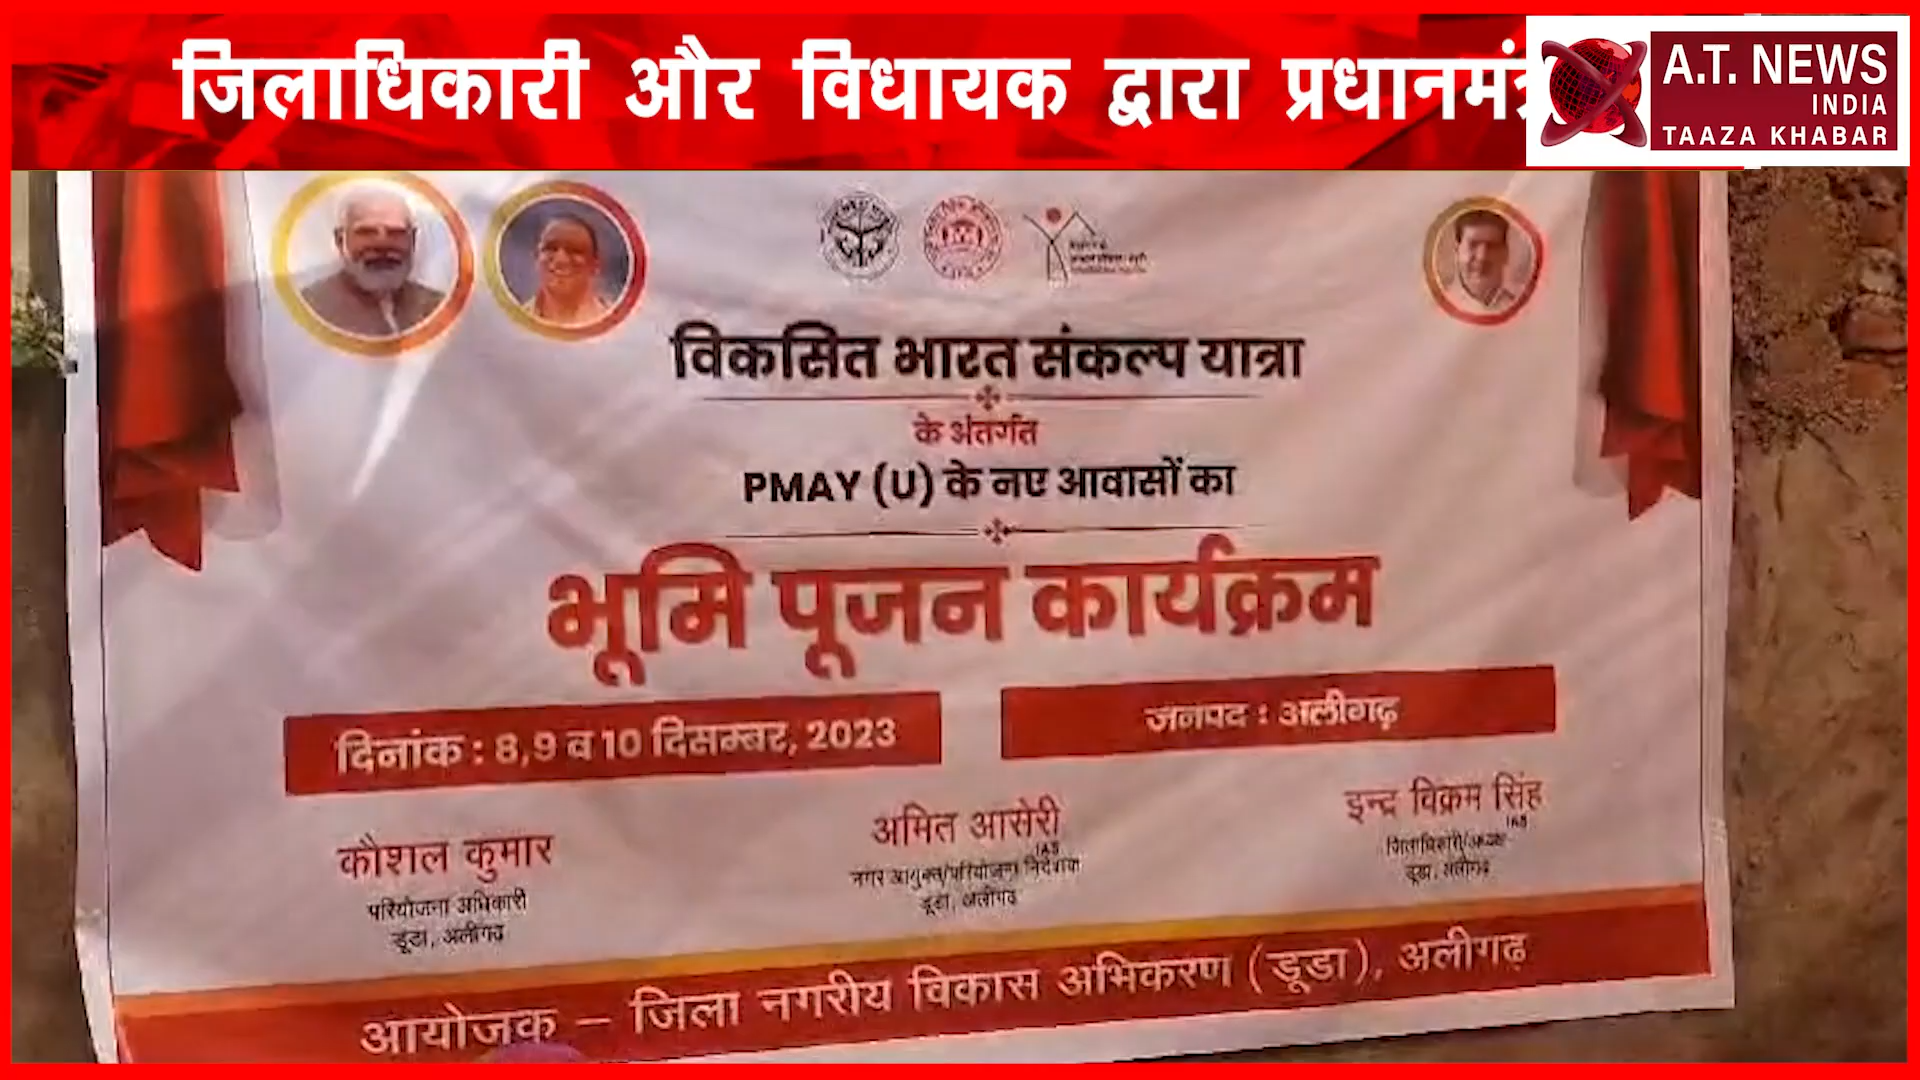 जिलाधिकारी और विधायक द्वारा
A.T. NEWS
INDIA
TAAZA KHABAR
विकसित भारत संकल्प यात्रा
के अंतर्गत
PMAY (U) के नए आवासों का
भूमि पूजन कार्यक्रम
दिनांक : 8,9 व 10 दिसम्बर, 2023
जनपद : अलीगढ़
कौशल कुमार
परियोजना अधिकारी
डूडा, अलीगढ़
अमित आसेरी
IAS
नगर आयुक्त/परियोजना निदेशक
डूडा, अलीगढ़
इन्द्र विक्रम सिंह
IAS
जिलाधिकारी/अध्यक्ष
डूडा, अलीगढ़
आयोजक – जिला नगरीय विकास अभिकरण (डूडा), अलीगढ़